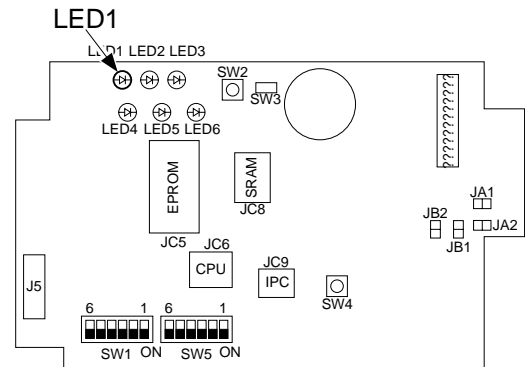 LED1
LED1 LED2 LED3
SW2
SW3
LED4 LED5 LED6
EPROM
SRAM
JC5
JC8
JA1
JB2
JA2
JB1
JC6
CPU
JC9
IPC
J5
SW4
6 1 6 1
SW1 ON SW5 ON